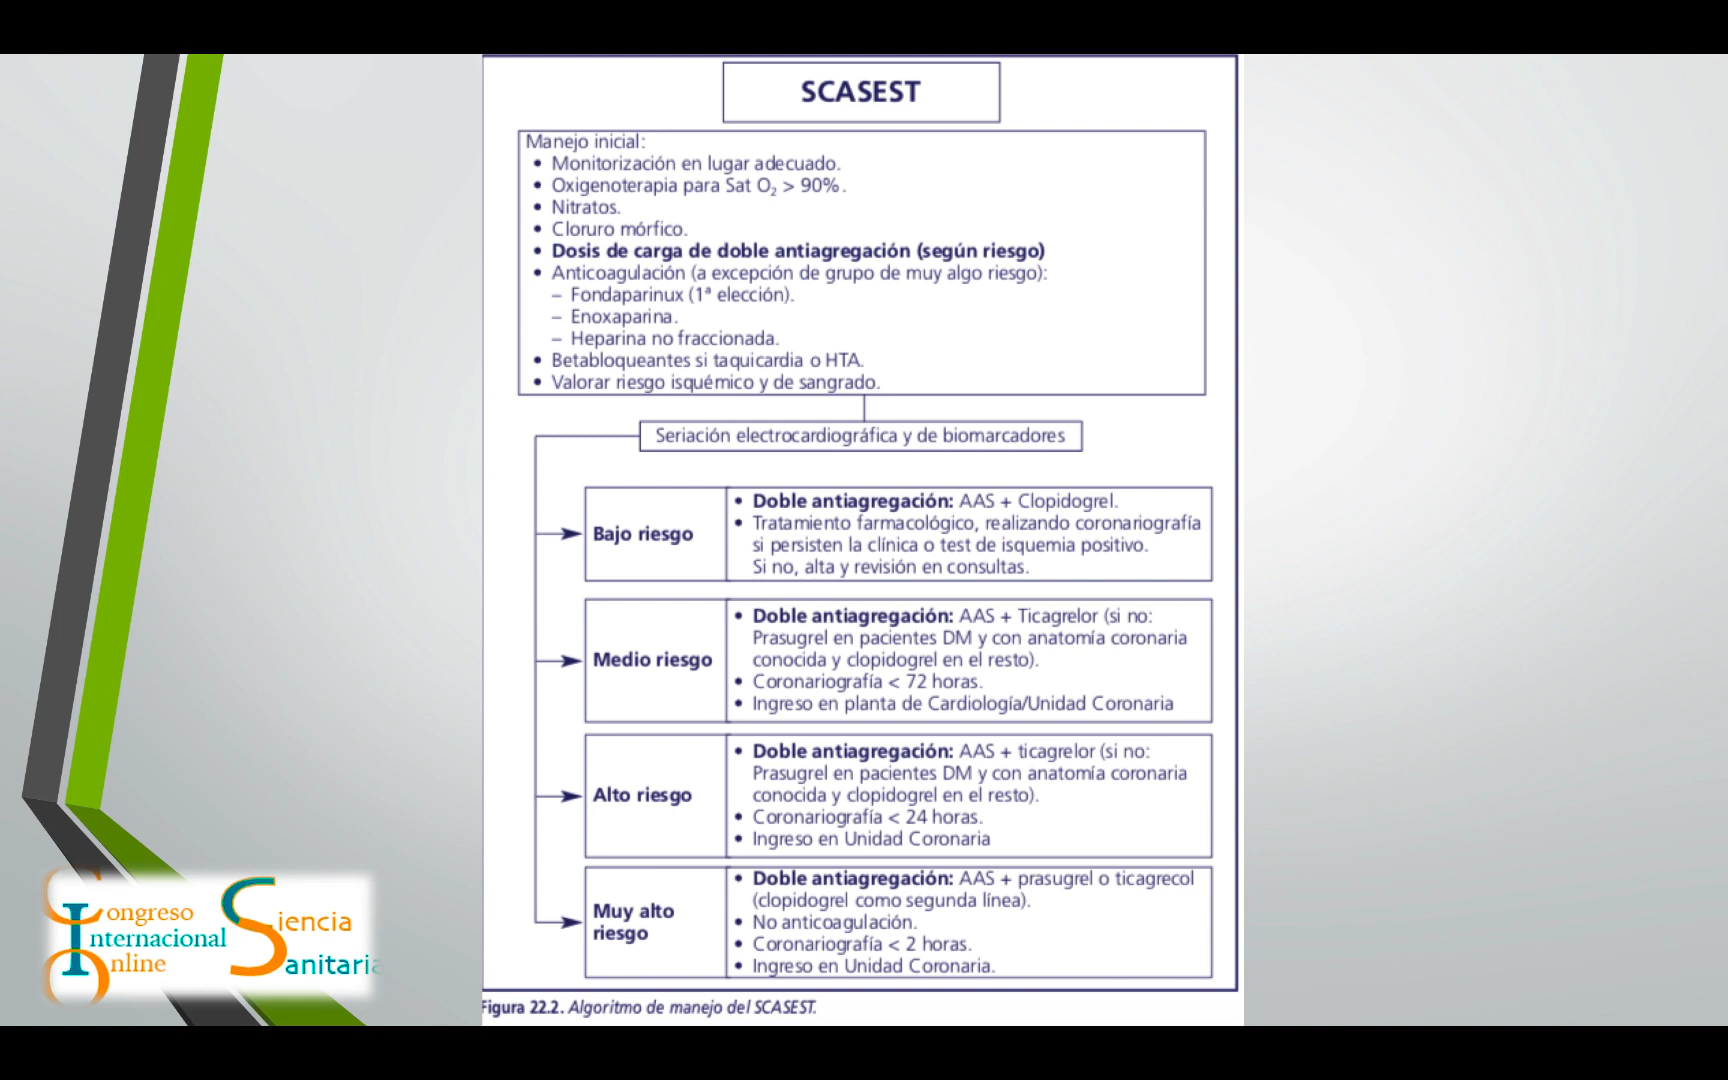 SCASEST
Manejo inicial:
• Monitorización en lugar adecuado.
• Oxigenoterapia para Sat O₂ > 90%.
• Nitratos.
• Cloruro mórfico.
• Dosis de carga de doble antiagregación (según riesgo)
• Anticoagulación (a excepción de grupo de muy algo riesgo):
– Fondaparinux (1ª elección).
– Enoxaparina.
– Heparina no fraccionada.
• Betabloqueantes si taquicardia o HTA.
• Valorar riesgo isquémico y de sangrado.
Seriación electrocardiográfica y de biomarcadores
Bajo riesgo
• Doble antiagregación: AAS + Clopidogrel.
• Tratamiento farmacológico, realizando coronariografía
si persisten la clínica o test de isquemia positivo.
Si no, alta y revisión en consultas.
Medio riesgo
• Doble antiagregación: AAS + Ticagrelor (si no:
Prasugrel en pacientes DM y con anatomía coronaria
conocida y clopidogrel en el resto).
• Coronariografía < 72 horas.
• Ingreso en planta de Cardiología/Unidad Coronaria
Alto riesgo
• Doble antiagregación: AAS + ticagrelor (si no:
Prasugrel en pacientes DM y con anatomía coronaria
conocida y clopidogrel en el resto).
• Coronariografía < 24 horas.
• Ingreso en Unidad Coronaria
Muy alto
riesgo
• Doble antiagregación: AAS + prasugrel o ticagrecol
(clopidogrel como segunda línea).
• No anticoagulación.
• Coronariografía < 2 horas.
• Ingreso en Unidad Coronaria.
Figura 22.2. Algoritmo de manejo del SCASEST.
Congreso
Internacional
Online
Siencia
Sanitaria